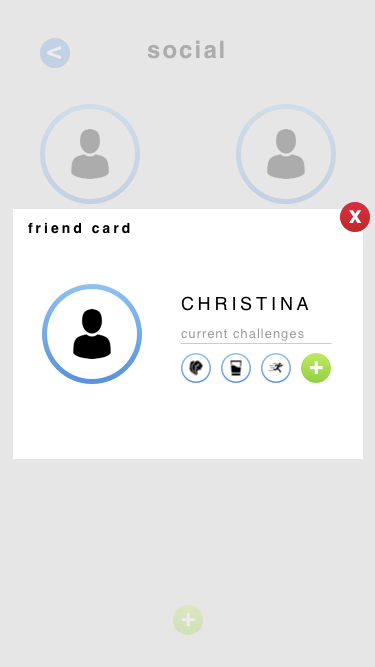 <
social
friend card
X
CHRISTINA
current challenges
+
+